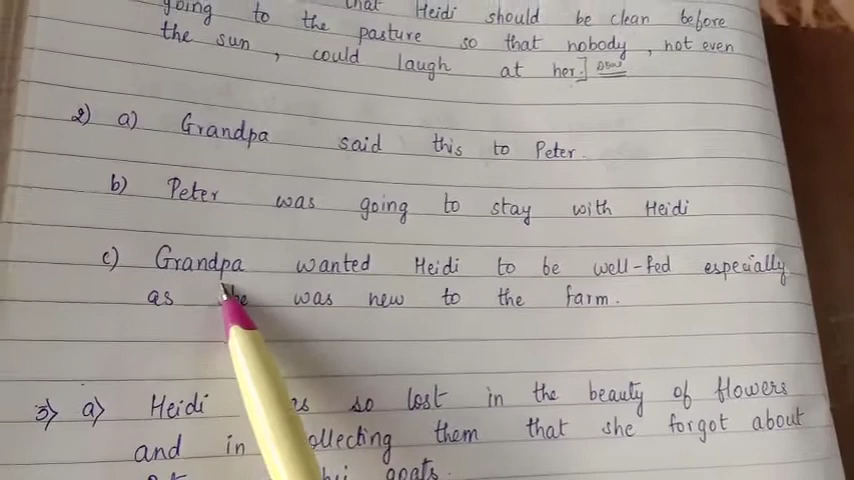 going to the that Heidi should be clean before
the sun, could pasture so that nobody, not even
laugh at her.]
2) a) Grandpa said this to Peter.
b) Peter was going to stay with Heidi
c) Grandpa wanted Heidi to be well-fed especially
as was new to the farm.
3) a) Heidi so lost in the beauty of flowers
and in them that she forgot about
goats.